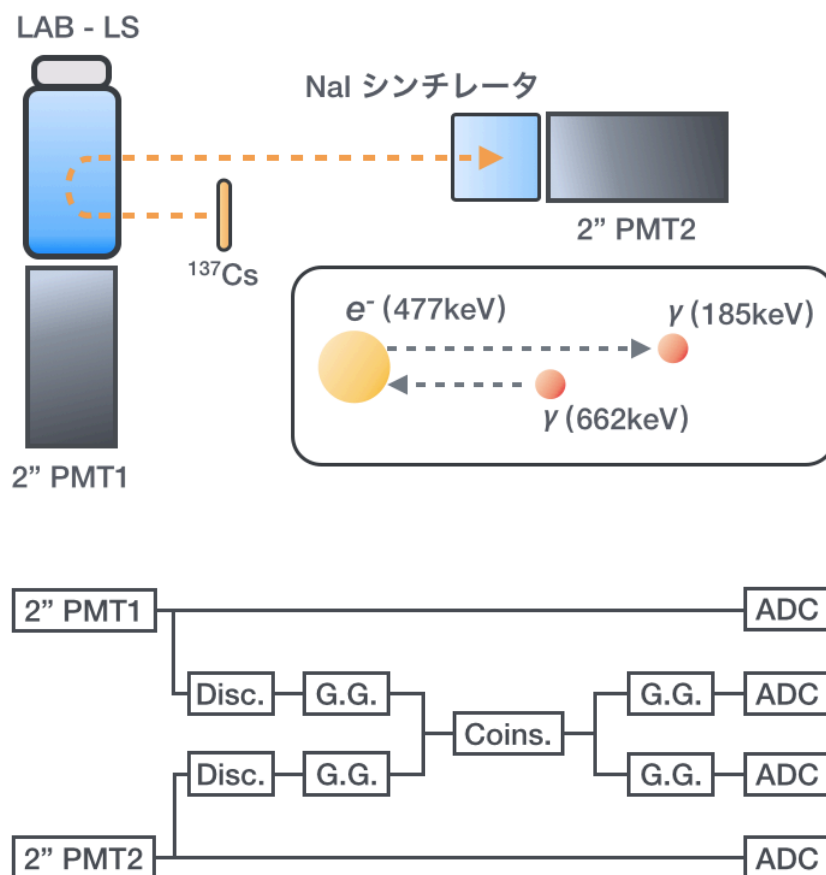 LAB - LS
NaI シンチレータ
2” PMT2
¹³⁷Cs
e⁻ (477keV)
γ (185keV)
γ (662keV)
2” PMT1
2” PMT1
ADC
Disc.
G.G.
G.G.
ADC
Coins.
Disc.
G.G.
G.G.
ADC
2” PMT2
ADC